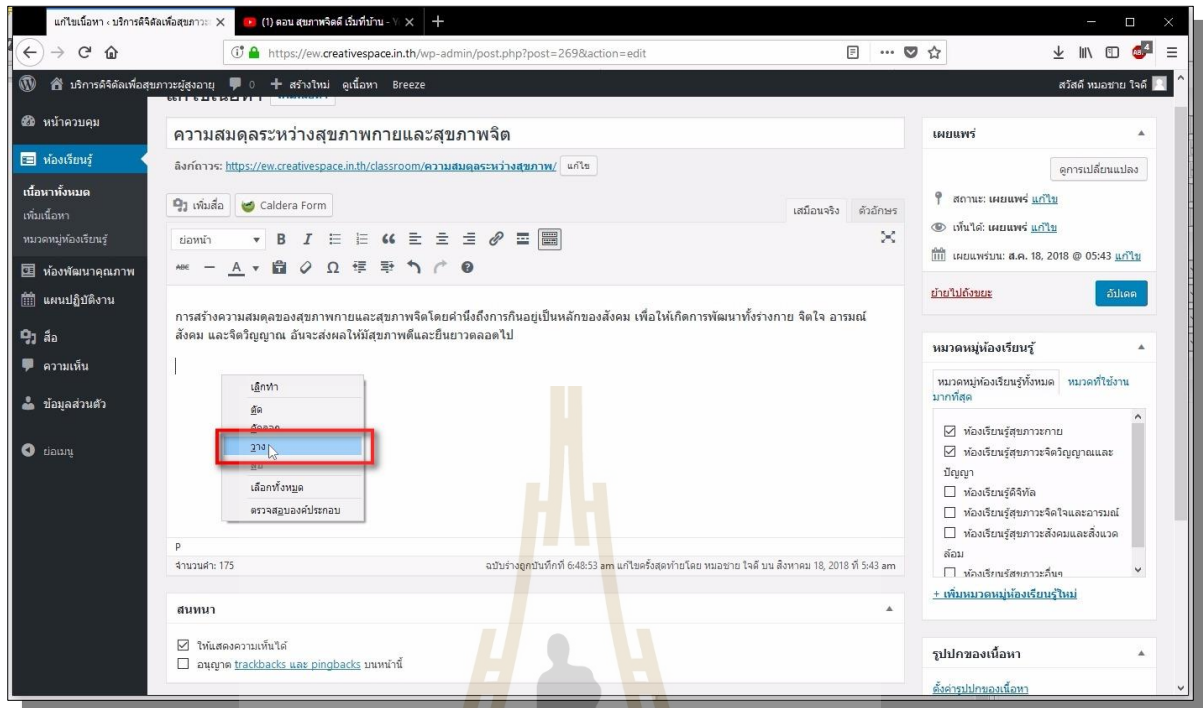 แก้ไขเนื้อหา ‹ บริการดิจิตัลเพื่อสุขภาวะ
(1) ตอน สุขภาพจิตดี เริ่มที่บ้าน - Y
https://ew.creativespace.in.th/wp-admin/post.php?post=269&action=edit
บริการดิจิตัลเพื่อสุขภาวะผู้สูงอายุ 0 + สร้างใหม่ ดูเนื้อหา Breeze
สวัสดี หมอชาย ใจดี
หน้าควบคุม
ห้องเรียนรู้
เนื้อหาทั้งหมด
เพิ่มเนื้อหา
หมวดหมู่ห้องเรียนรู้
ห้องพัฒนาคุณภาพ
แผนปฏิบัติงาน
สื่อ
ความเห็น
ข้อมูลส่วนตัว
ย่อเมนู
ความสมดุลระหว่างสุขภาพกายและสุขภาพจิต
ลิงก์ถาวร: https://ew.creativespace.in.th/classroom/ความสมดุลระหว่างสุขภาพ/ แก้ไข
เพิ่มสื่อ Caldera Form
เสมือนจริง ตัวอักษร
ย่อหน้า
การสร้างความสมดุลของสุขภาพกายและสุขภาพจิตโดยคำนึงถึงการกินอยู่เป็นหลักของสังคม เพื่อให้เกิดการพัฒนาทั้งร่างกาย จิตใจ อารมณ์
สังคม และจิตวิญญาณ อันจะส่งผลให้มีสุขภาพดีและยืนยาวตลอดไป
เลิกทำ
ตัด
คัดลอก
วาง
ลบ
เลือกทั้งหมด
ตรวจสอบองค์ประกอบ
P
จำนวนคำ: 175
ฉบับร่างถูกบันทึกที่ 6:48:53 am แก้ไขครั้งสุดท้ายโดย หมอชาย ใจดี บน สิงหาคม 18, 2018 ที่ 5:43 am
สนทนา
ให้แสดงความเห็นได้
อนุญาต trackbacks และ pingbacks บนหน้านี้
เผยแพร่
ดูการเปลี่ยนแปลง
สถานะ: เผยแพร่ แก้ไข
เห็นได้: เผยแพร่ แก้ไข
เผยแพร่บน: ส.ค. 18, 2018 @ 05:43 แก้ไข
ย้ายไปถังขยะ
อัปเดต
หมวดหมู่ห้องเรียนรู้
หมวดหมู่ห้องเรียนรู้ทั้งหมด หมวดที่ใช้งาน
มากที่สุด
ห้องเรียนรู้สุขภาวะกาย
ห้องเรียนรู้สุขภาวะจิตวิญญาณและ
ปัญญา
ห้องเรียนรู้ดิจิทัล
ห้องเรียนรู้สุขภาวะจิตใจและอารมณ์
ห้องเรียนรู้สุขภาวะสังคมและสิ่งแวด
ล้อม
ห้องเรียนรู้สุขภาวะอื่นๆ
+ เพิ่มหมวดหมู่ห้องเรียนรู้ใหม่
รูปปกของเนื้อหา
ตั้งค่ารูปปกของเนื้อหา